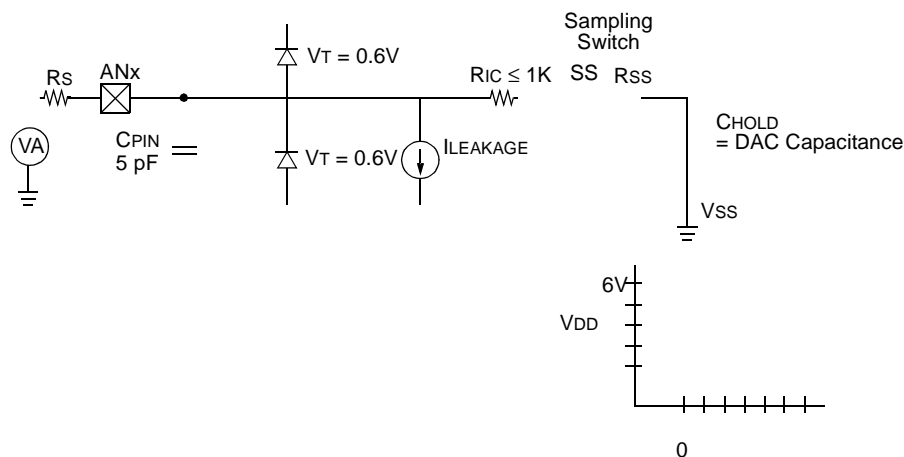 Sampling
Switch
VT = 0.6V
RS
ANx
RIC ≤ 1K
SS
RSS
VA
CPIN
5 pF
VT = 0.6V
ILEAKAGE
CHOLD
= DAC Capacitance
VSS
6V
VDD
0